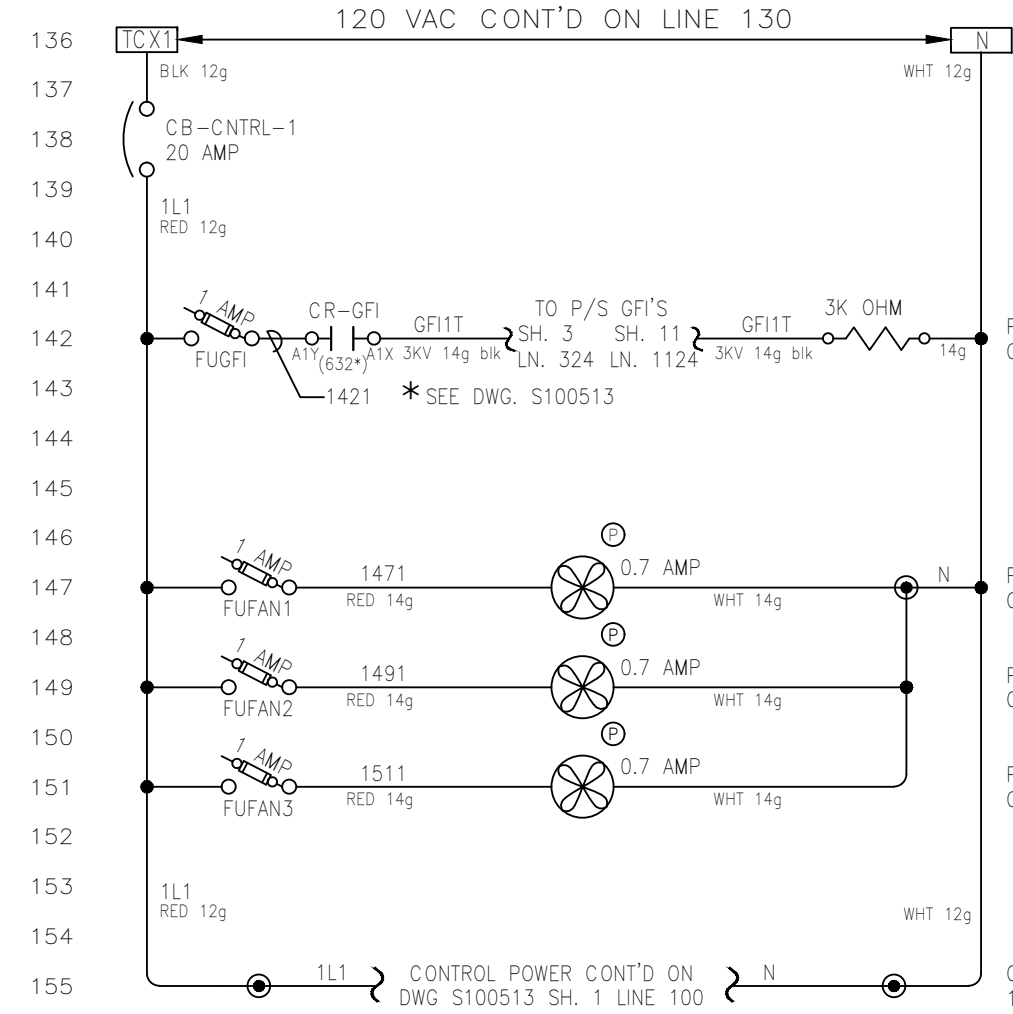 120 VAC CONT'D ON LINE 130
136 TCX1 N
BLK 12g WHT 12g
137
CB-CNTRL-1
138
20 AMP
139
1L1
RED 12g
140
141
1 AMP CR-GFI TO P/S GFI'S 3K OHM
GFI1T SH. 3 SH. 11 GFI1T
142
FUGFI A1Y (632*) A1X 3KV 14g blk LN. 324 LN. 1124 3KV 14g blk 14g
143 1421 * SEE DWG. S100513
144
145
146 P
1 AMP 1471 0.7 AMP N
147
FUFAN1 RED 14g WHT 14g
148 P
1 AMP 1491 0.7 AMP
149
FUFAN2 RED 14g WHT 14g
150 P
1 AMP 1511 0.7 AMP
151
FUFAN3 RED 14g WHT 14g
152
153 1L1
RED 12g WHT 12g
154
1L1 CONTROL POWER CONT'D ON N
155 DWG S100513 SH. 1 LINE 100